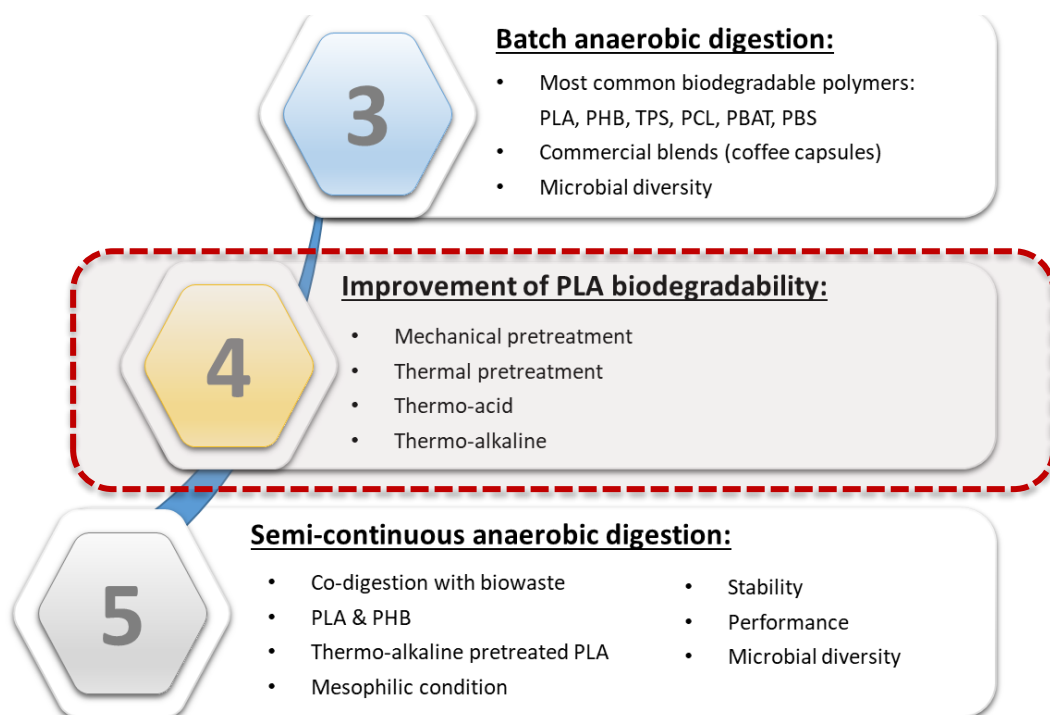 3
Batch anaerobic digestion:
• Most common biodegradable polymers:
PLA, PHB, TPS, PCL, PBAT, PBS
• Commercial blends (coffee capsules)
• Microbial diversity
4
Improvement of PLA biodegradability:
• Mechanical pretreatment
• Thermal pretreatment
• Thermo-acid
• Thermo-alkaline
5
Semi-continuous anaerobic digestion:
• Co-digestion with biowaste
• PLA & PHB
• Thermo-alkaline pretreated PLA
• Mesophilic condition
• Stability
• Performance
• Microbial diversity